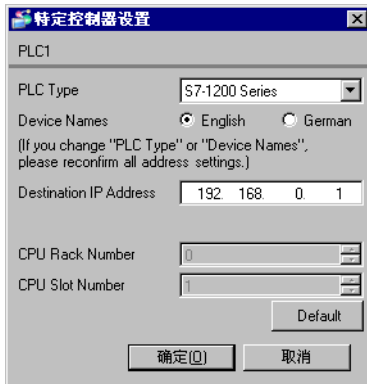 特定控制器设置
PLC1
PLC Type S7-1200 Series
Device Names English German
(If you change "PLC Type" or "Device Names",
please reconfirm all address settings.)
Destination IP Address 192. 168. 0. 1
CPU Rack Number 0
CPU Slot Number 1
Default
确定(O) 取消